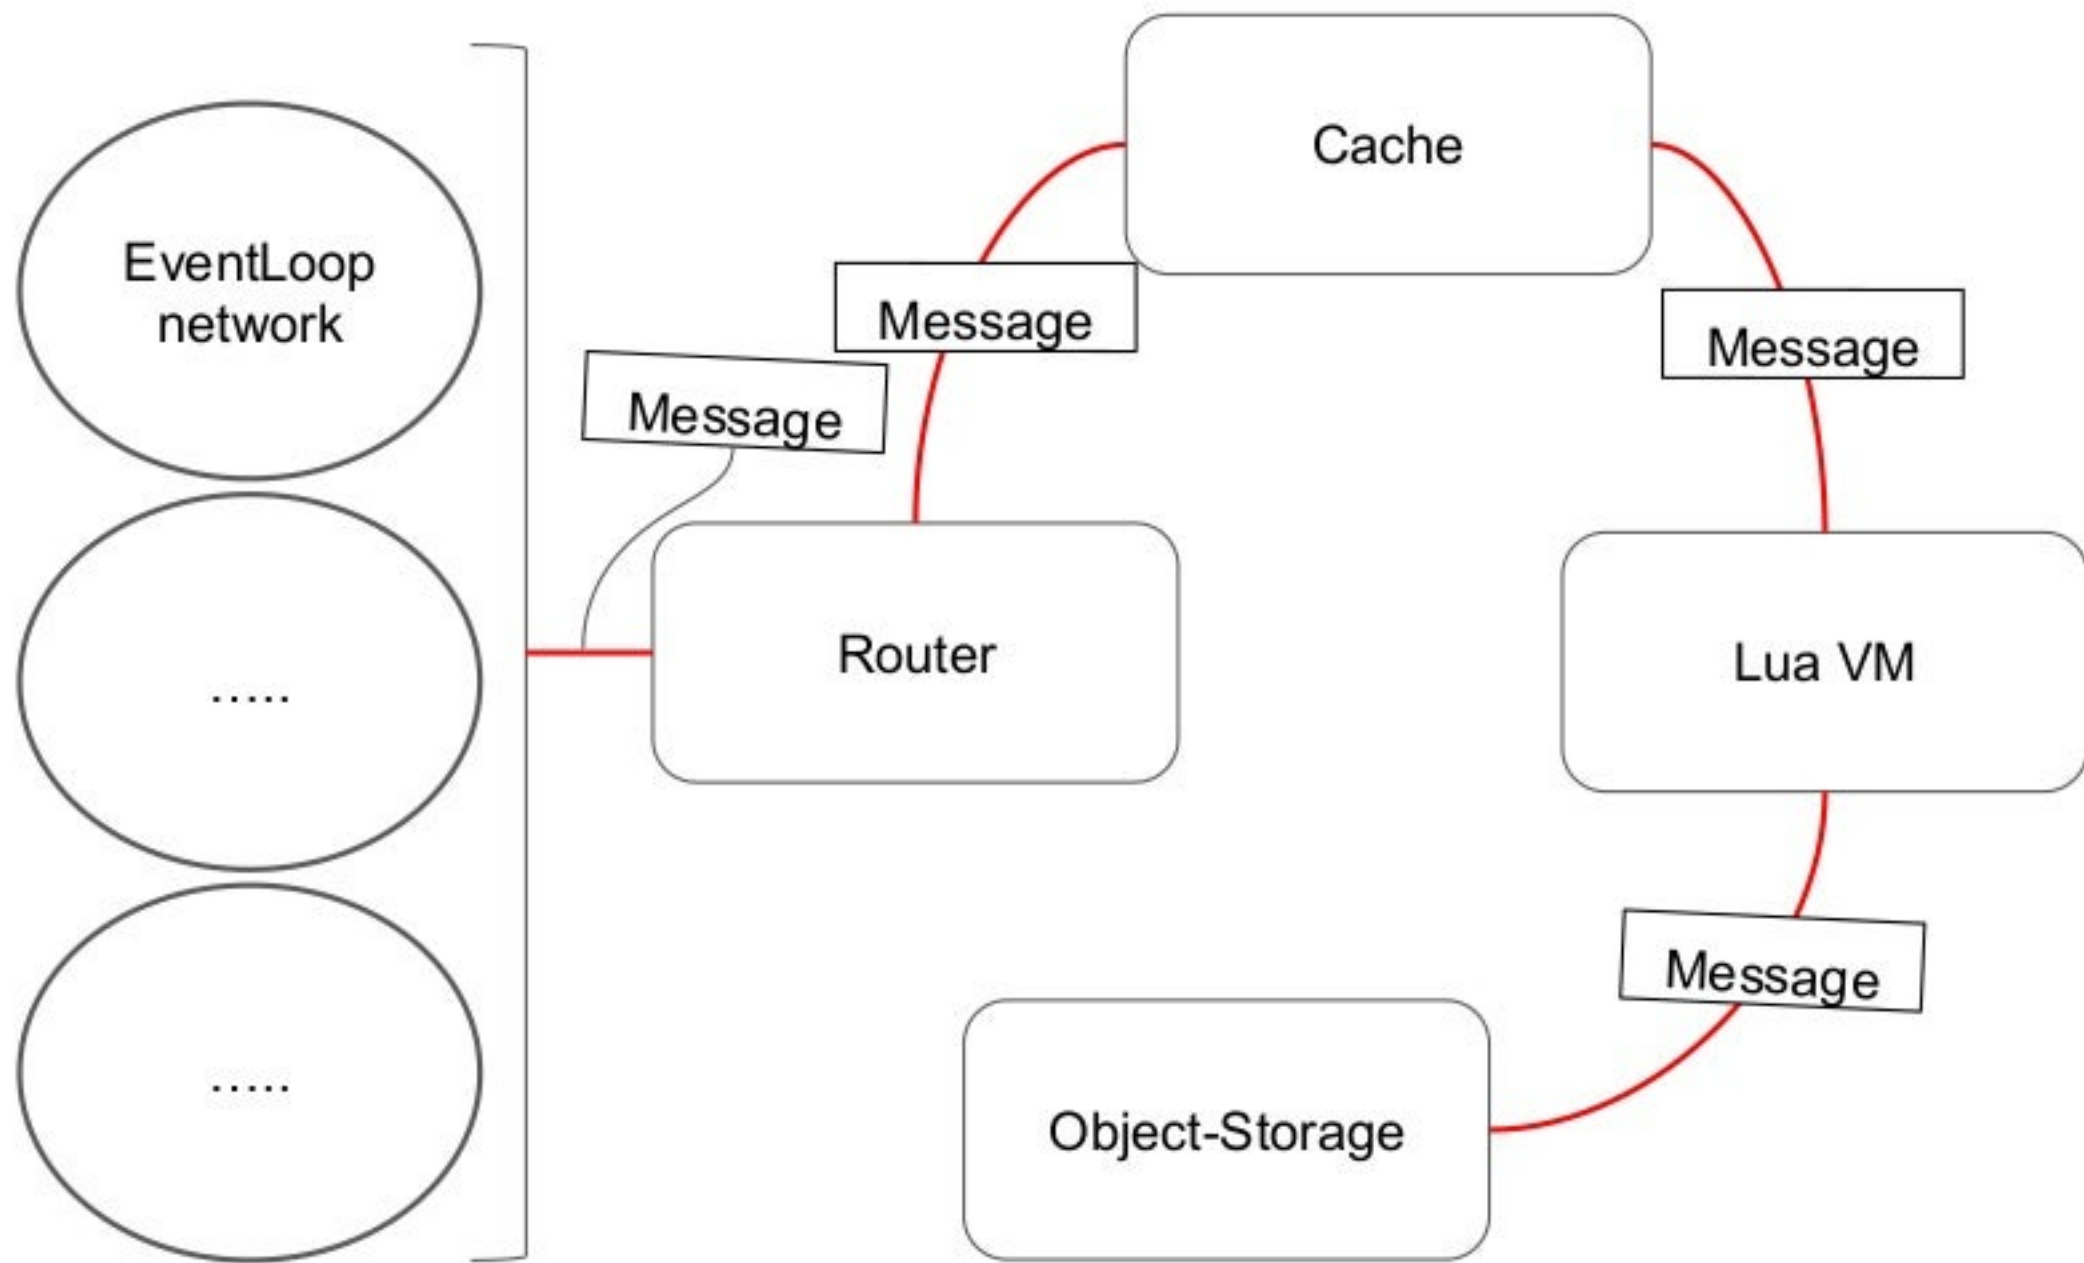 Cache
EventLoop
network
Message
Message
Message
Router
Lua VM
.....
Message
.....
Object-Storage